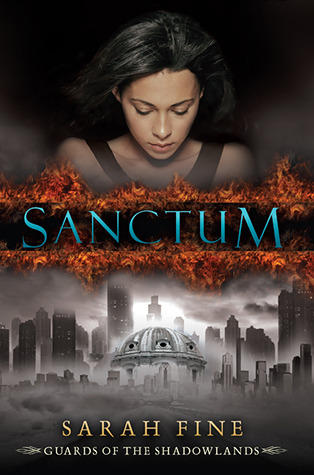 SANCTUM
SARAH FINE
GUARDS OF THE SHADOWLANDS